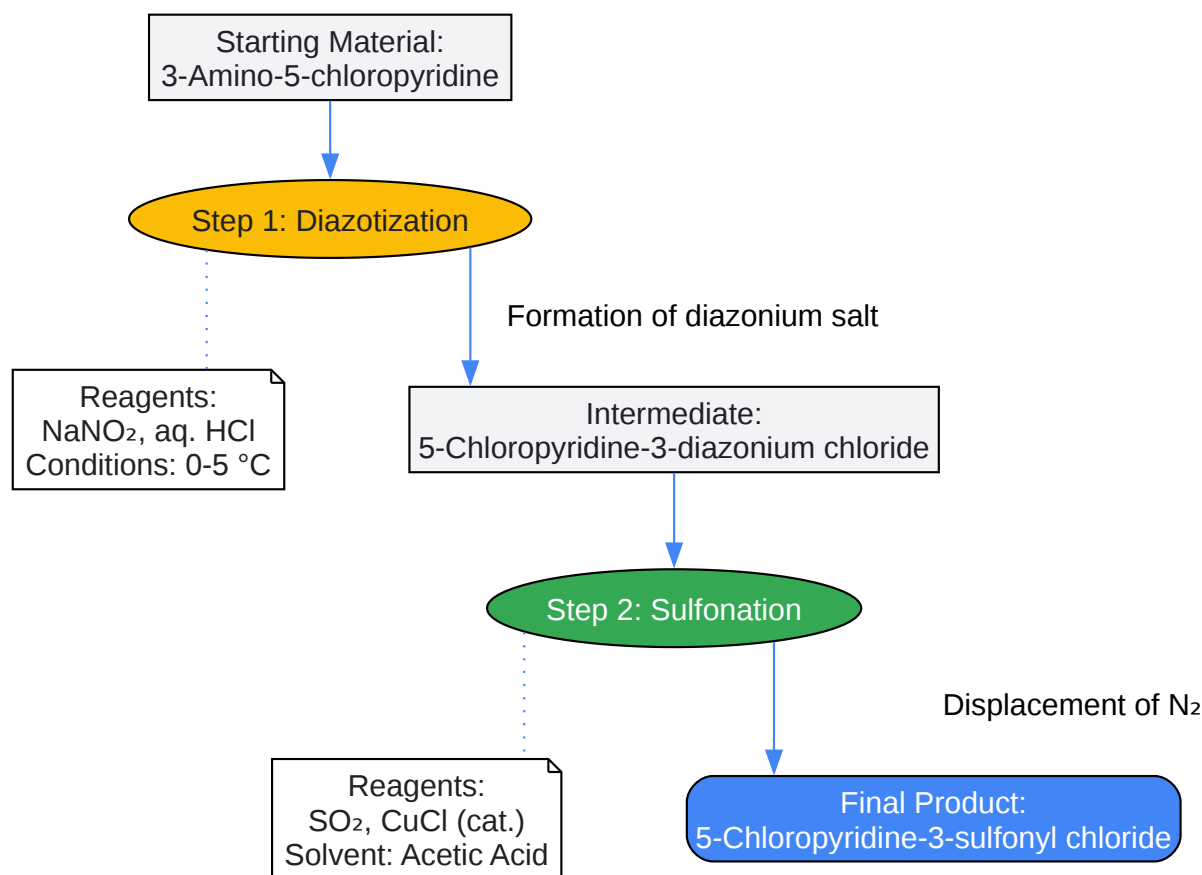 Starting Material:
3-Amino-5-chloropyridine
Step 1: Diazotization
Formation of diazonium salt
Reagents:
NaNO₂, aq. HCl
Conditions: 0-5 °C
Intermediate:
5-Chloropyridine-3-diazonium chloride
Step 2: Sulfonation
Displacement of N₂
Reagents:
SO₂, CuCl (cat.)
Solvent: Acetic Acid
Final Product:
5-Chloropyridine-3-sulfonyl chloride